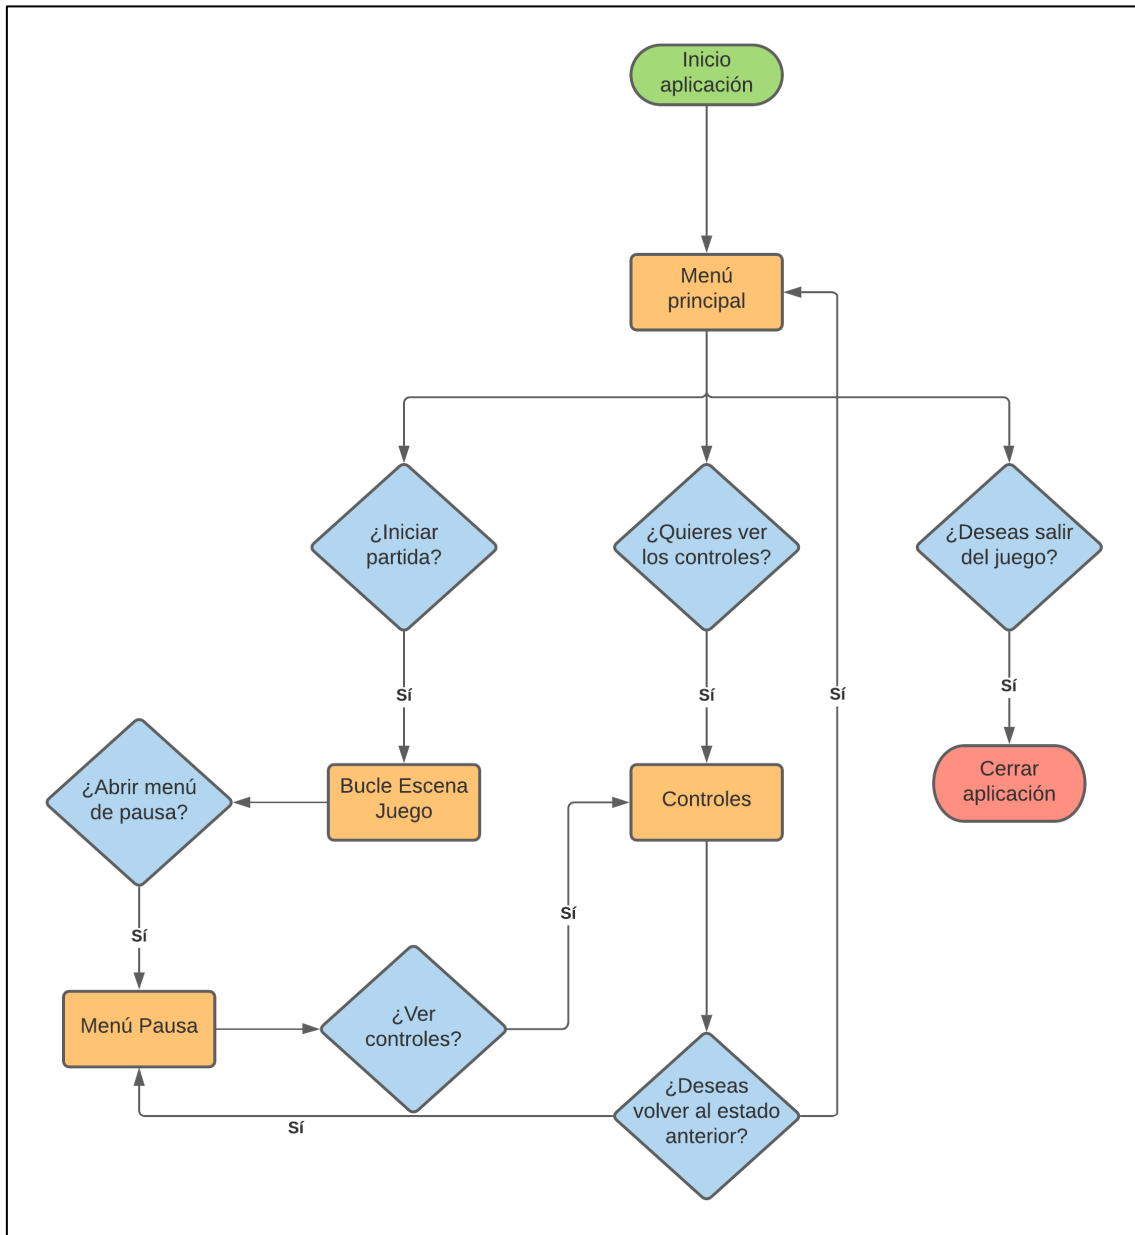 Inicio
aplicación
Menú
principal
¿Iniciar
partida?
¿Quieres ver
los controles?
¿Deseas salir
del juego?
Sí
Sí
Sí
Sí
¿Abrir menú
de pausa?
Bucle Escena
Juego
Controles
Cerrar
aplicación
Sí
Sí
Menú Pausa
¿Ver
controles?
¿Deseas
volver al estado
anterior?
Sí